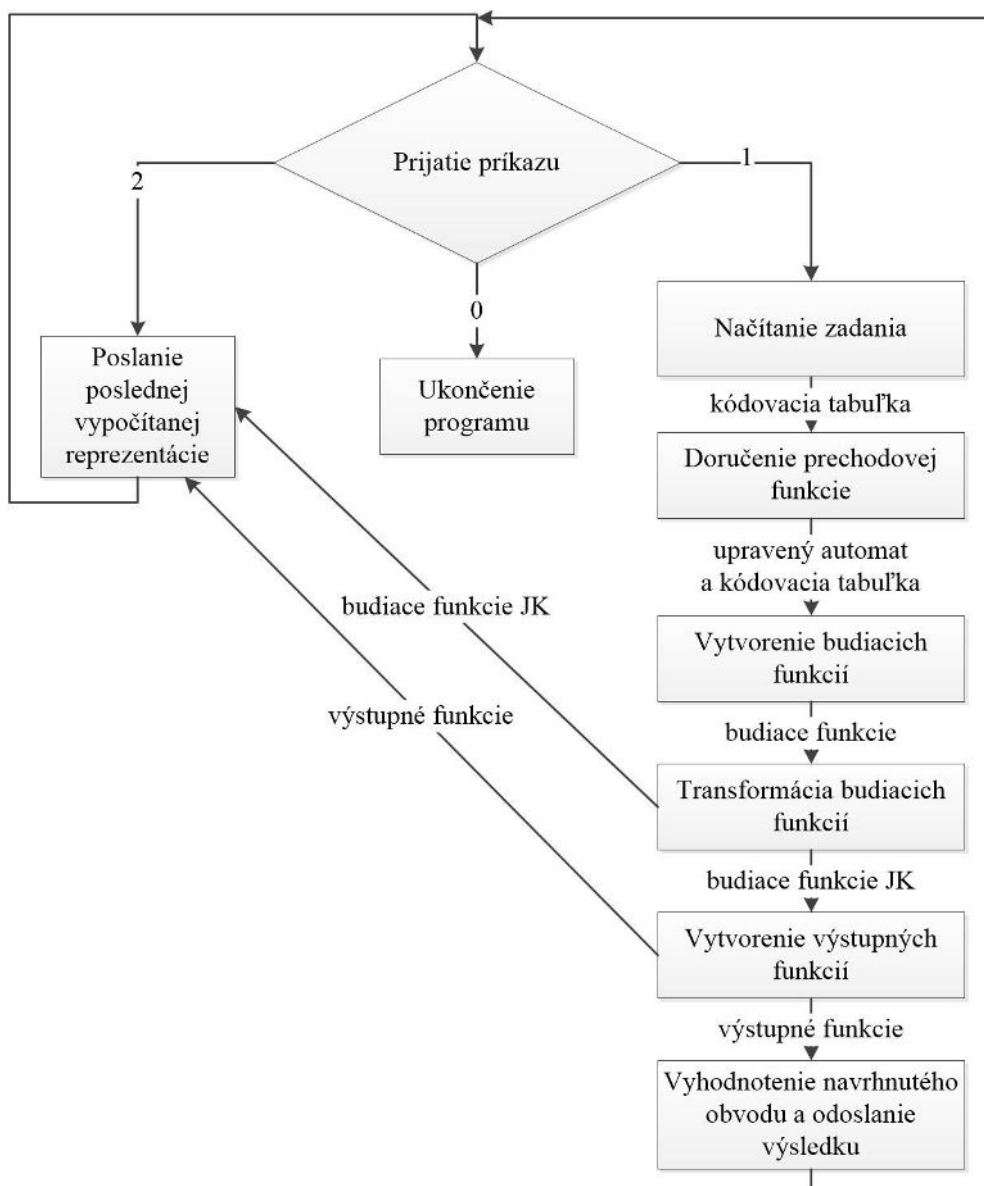 Prijatie príkazu
2
1
0
Načítanie zadania
Poslanie
poslednej
vypočítanej
reprezentácie
Ukončenie
programu
kódovacia tabuľka
Doručenie prechodovej
funkcie
upravený automat
a kódovacia tabuľka
budiace funkcie JK
Vytvorenie budiacich
funkcií
výstupné funkcie
budiace funkcie
Transformácia budiacich
funkcií
budiace funkcie JK
Vytvorenie výstupných
funkcií
výstupné funkcie
Vyhodnotenie navrhnutého
obvodu a odoslanie
výsledku